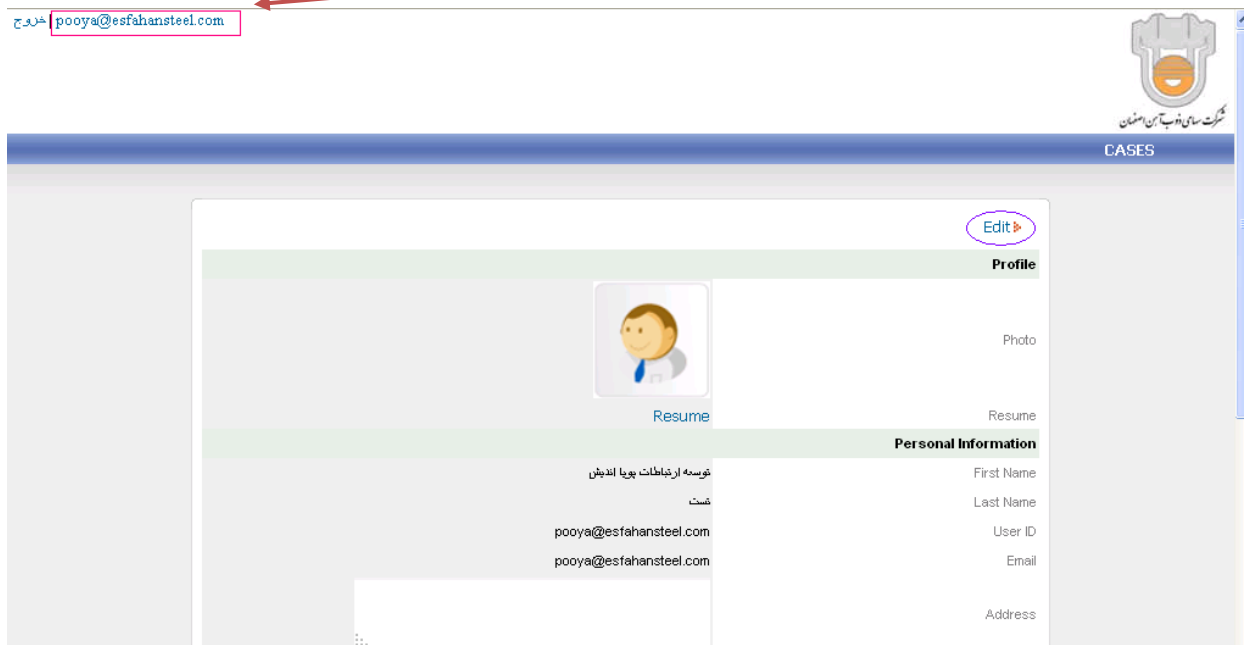 pooya@esfahansteel.com | خروج
شرکت سهامی ذوب آهن اصفهان
CASES
Edit
Profile
Photo
Resume Resume
Personal Information
First Name توسعه ارتباطات پویا اندیش
Last Name تست
User ID pooya@esfahansteel.com
Email pooya@esfahansteel.com
Address